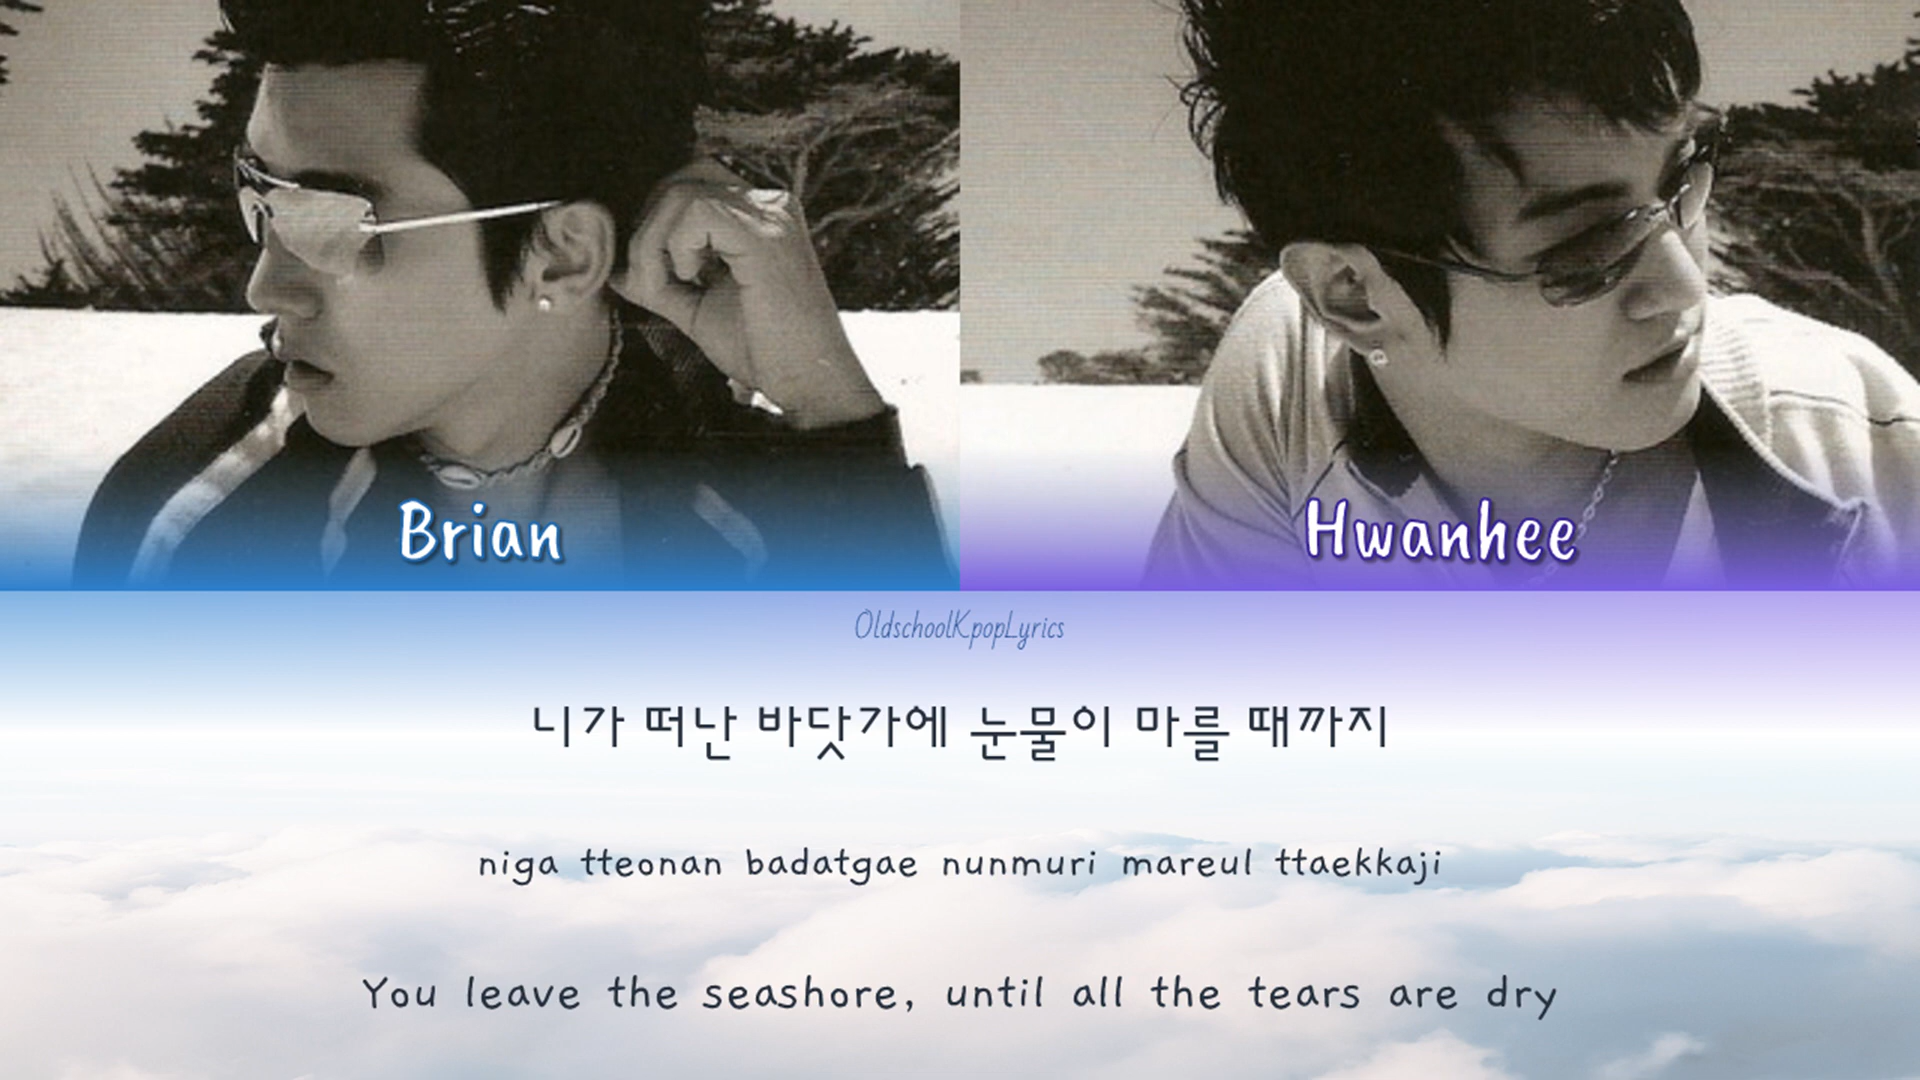 Brian
Hwanhee
OldschoolKpopLyrics
니가 떠난 바닷가에 눈물이 마를 때까지
niga tteonan badatgae nunmuri mareul ttaekkaji
You leave the seashore, until all the tears are dry